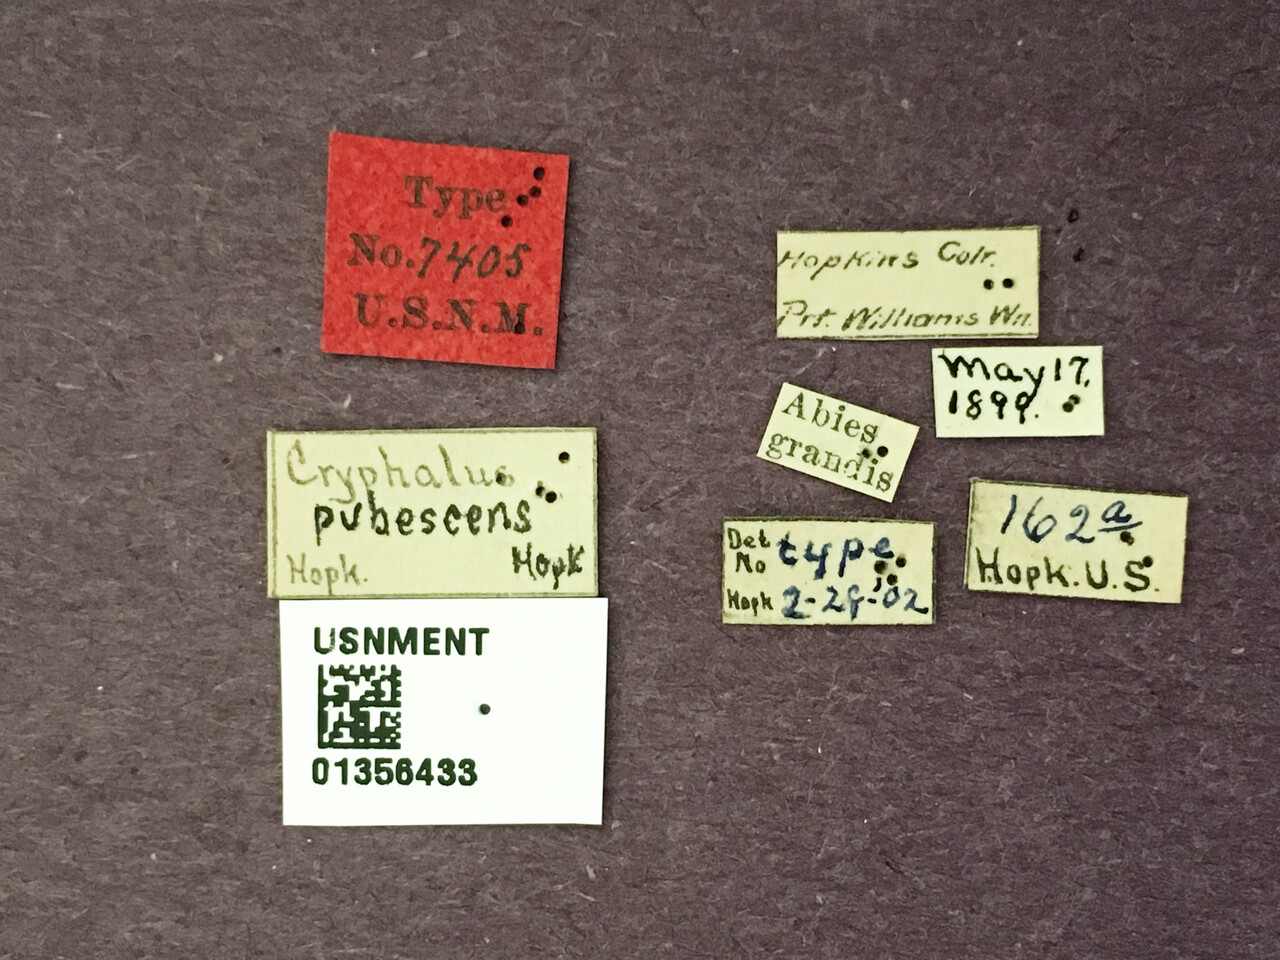 Type
No. 7405
U.S.N.M.
Cryphalus
pubescens
Hopk. Hopk
USNMENT
01356433
Hopkins Colr.
Prt. Williams Wn.
May 17,
1899.
Abies
grandis
Det type
No
Hopk 2-28-'02
162a
Hopk. U.S.